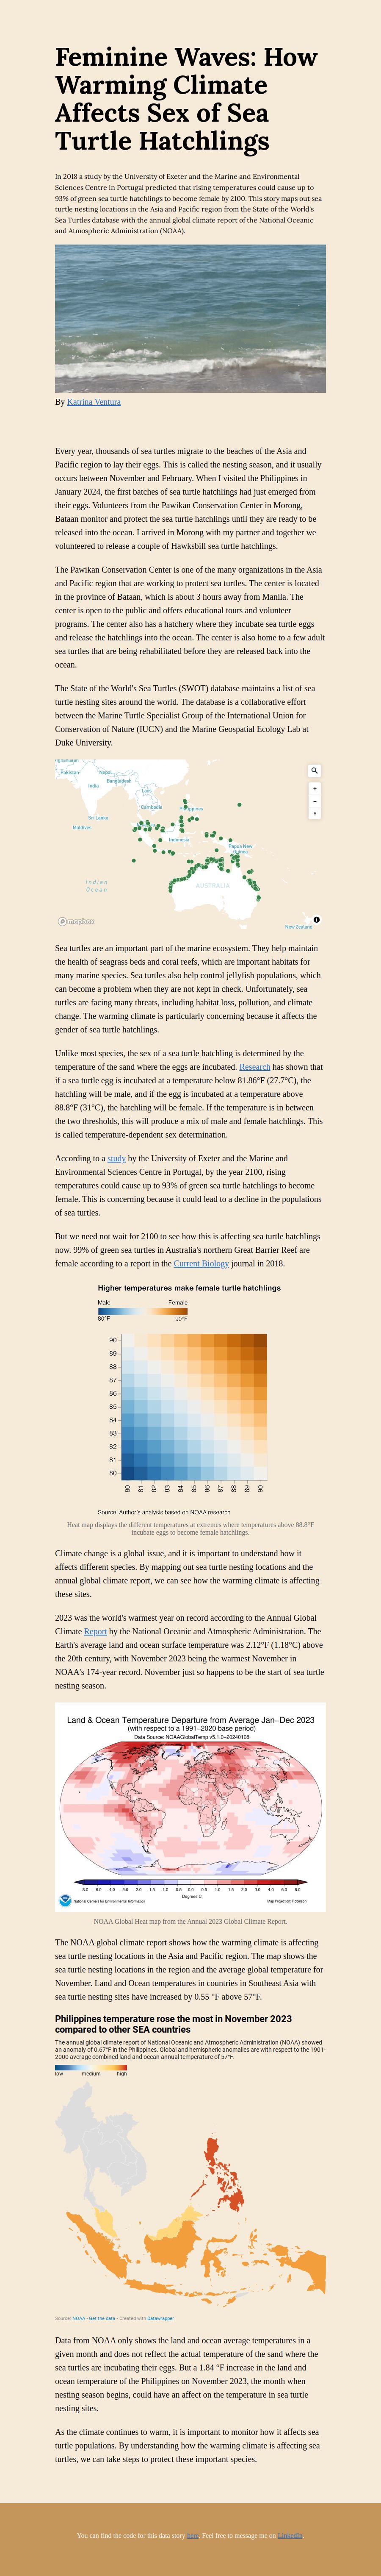 Feminine Waves: How
Warming Climate
Affects Sex of Sea
Turtle Hatchlings
In 2018 a study by the University of Exeter and the Marine and Environmental
Sciences Centre in Portugal predicted that rising temperatures could cause up to
93% of green sea turtle hatchlings to become female by 2100. This story maps out sea
turtle nesting locations in the Asia and Pacific region from the State of the World's
Sea Turtles database with the annual global climate report of the National Oceanic
and Atmospheric Administration (NOAA).
By Katrina Ventura
Every year, thousands of sea turtles migrate to the beaches of the Asia and
Pacific region to lay their eggs. This is called the nesting season, and it usually
occurs between November and February. When I visited the Philippines in
January 2024, the first batches of sea turtle hatchlings had just emerged from
their eggs. Volunteers from the Pawikan Conservation Center in Morong,
Bataan monitor and protect the sea turtle hatchlings until they are ready to be
released into the ocean. I arrived in Morong with my partner and together we
volunteered to release a couple of Hawksbill sea turtle hatchlings.
The Pawikan Conservation Center is one of the many organizations in the Asia
and Pacific region that are working to protect sea turtles. The center is located
in the province of Bataan, which is about 3 hours away from Manila. The
center is open to the public and offers educational tours and volunteer
programs. The center also has a hatchery where they incubate sea turtle eggs
and release the hatchlings into the ocean. The center is also home to a few adult
sea turtles that are being rehabilitated before they are released back into the
ocean.
The State of the World's Sea Turtles (SWOT) database maintains a list of sea
turtle nesting sites around the world. The database is a collaborative effort
between the Marine Turtle Specialist Group of the International Union for
Conservation of Nature (IUCN) and the Marine Geospatial Ecology Lab at
Duke University.
Pakistan
Nepal
Bangladesh
India
Laos
Cambodia
Philippines
Sri Lanka
Maldives
Indonesia
Papua New
Guinea
Indian
Ocean
AUSTRALIA
mapbox
New Zealand
Sea turtles are an important part of the marine ecosystem. They help maintain
the health of seagrass beds and coral reefs, which are important habitats for
many marine species. Sea turtles also help control jellyfish populations, which
can become a problem when they are not kept in check. Unfortunately, sea
turtles are facing many threats, including habitat loss, pollution, and climate
change. The warming climate is particularly concerning because it affects the
gender of sea turtle hatchlings.
Unlike most species, the sex of a sea turtle hatchling is determined by the
temperature of the sand where the eggs are incubated. Research has shown that
if a sea turtle egg is incubated at a temperature below 81.86°F (27.7°C), the
hatchling will be male, and if the egg is incubated at a temperature above
88.8°F (31°C), the hatchling will be female. If the temperature is in between
the two thresholds, this will produce a mix of male and female hatchlings. This
is called temperature-dependent sex determination.
According to a study by the University of Exeter and the Marine and
Environmental Sciences Centre in Portugal, by the year 2100, rising
temperatures could cause up to 93% of green sea turtle hatchlings to become
female. This is concerning because it could lead to a decline in the populations
of sea turtles.
But we need not wait for 2100 to see how this is affecting sea turtle hatchlings
now. 99% of green sea turtles in Australia's northern Great Barrier Reef are
female according to a report in the Current Biology journal in 2018.
Higher temperatures make female turtle hatchlings
Male Female
80°F 90°F
90
89
88
87
86
85
84
83
82
81
80
80 81 82 83 84 85 86 87 88 89 90
Source: Author's analysis based on NOAA research
Heat map displays the different temperatures at extremes where temperatures above 88.8°F
incubate eggs to become female hatchlings.
Climate change is a global issue, and it is important to understand how it
affects different species. By mapping out sea turtle nesting locations and the
annual global climate report, we can see how the warming climate is affecting
these sites.
2023 was the world's warmest year on record according to the Annual Global
Climate Report by the National Oceanic and Atmospheric Administration. The
Earth's average land and ocean surface temperature was 2.12°F (1.18°C) above
the 20th century, with November 2023 being the warmest November in
NOAA's 174-year record. November just so happens to be the start of sea turtle
nesting season.
Land & Ocean Temperature Departure from Average Jan–Dec 2023
(with respect to a 1991–2020 base period)
Data Source: NOAAGlobalTemp v5.1.0–20240108
Degrees C
National Centers for Environmental Information
Map Projection: Robinson
NOAA Global Heat map from the Annual 2023 Global Climate Report.
The NOAA global climate report shows how the warming climate is affecting
sea turtle nesting locations in the Asia and Pacific region. The map shows the
sea turtle nesting locations in the region and the average global temperature for
November. Land and Ocean temperatures in countries in Southeast Asia with
sea turtle nesting sites have increased by 0.55 °F above 57°F.
Philippines temperature rose the most in November 2023
compared to other SEA countries
The annual global climate report of National Oceanic and Atmospheric Administration (NOAA) showed
an anomaly of 0.67°F in the Philippines. Global and hemispheric anomalies are with respect to the 1901-
2000 average combined land and ocean annual temperature of 57°F.
low medium high
Source: NOAA · Get the data · Created with Datawrapper
Data from NOAA only shows the land and ocean average temperatures in a
given month and does not reflect the actual temperature of the sand where the
sea turtles are incubating their eggs. But a 1.84 °F increase in the land and
ocean temperature of the Philippines on November 2023, the month when
nesting season begins, could have an affect on the temperature in sea turtle
nesting sites.
As the climate continues to warm, it is important to monitor how it affects sea
turtle populations. By understanding how the warming climate is affecting sea
turtles, we can take steps to protect these important species.
You can find the code for this data story here. Feel free to message me on LinkedIn.